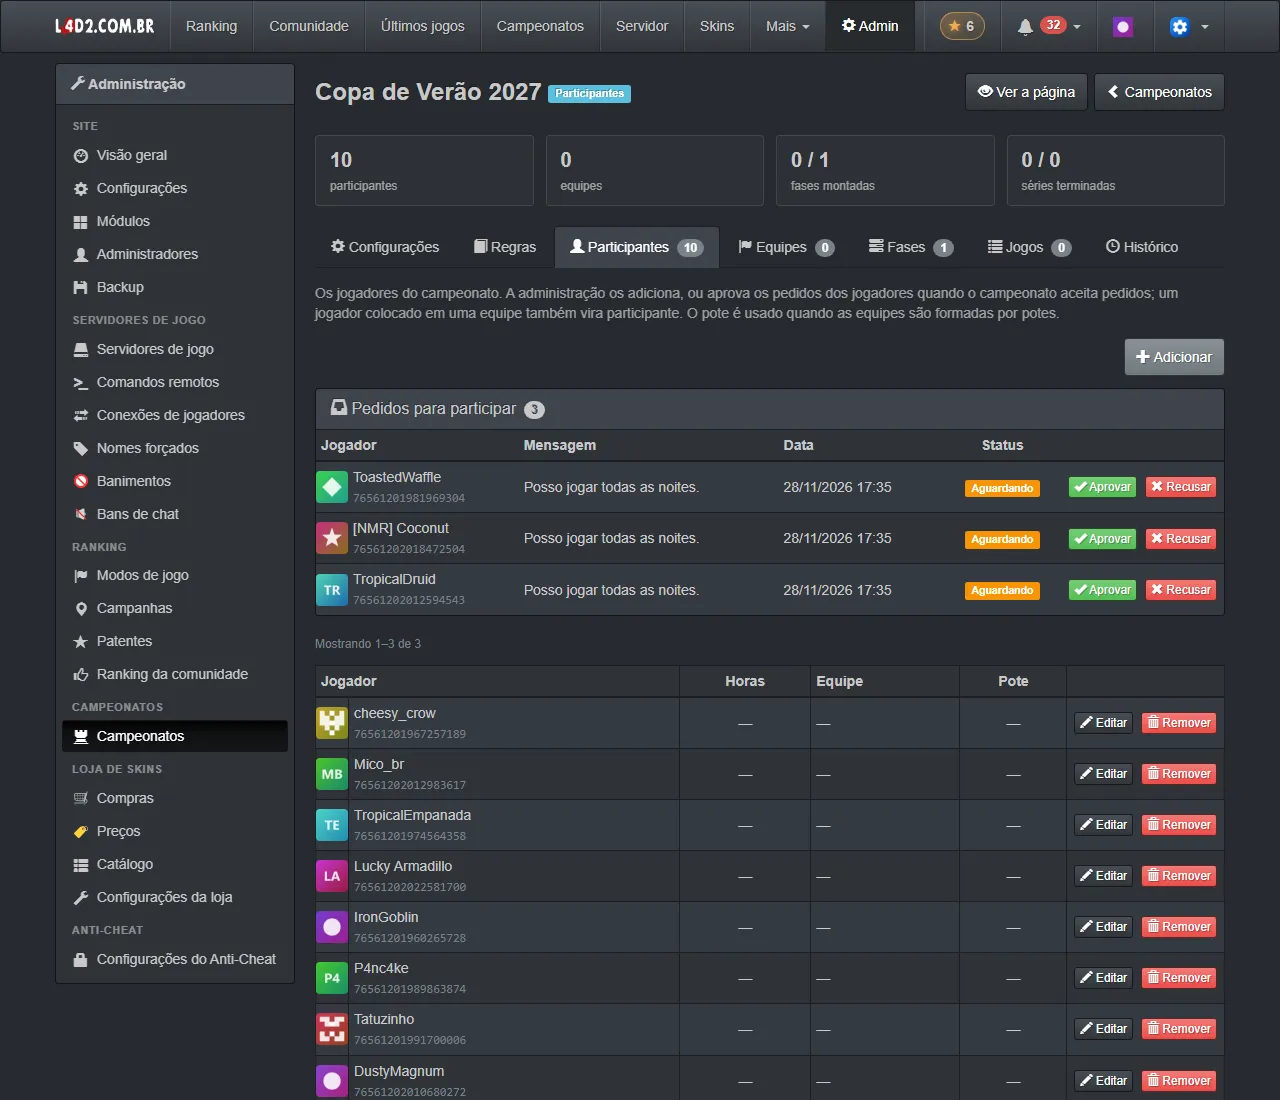 L4D2.COM.BR
Ranking
Comunidade
Últimos jogos
Campeonatos
Servidor
Skins
Mais
Admin
6
32
Administração
SITE
Visão geral
Configurações
Módulos
Administradores
Backup
SERVIDORES DE JOGO
Servidores de jogo
Comandos remotos
Conexões de jogadores
Nomes forçados
Banimentos
Bans de chat
RANKING
Modos de jogo
Campanhas
Patentes
Ranking da comunidade
CAMPEONATOS
Campeonatos
LOJA DE SKINS
Compras
Preços
Catálogo
Configurações da loja
ANTI-CHEAT
Configurações do Anti-Cheat
Copa de Verão 2027 Participantes
Ver a página
Campeonatos
10
participantes
0
equipes
0 / 1
fases montadas
0 / 0
séries terminadas
Configurações
Regras
Participantes 10
Equipes 0
Fases 1
Jogos 0
Histórico
Os jogadores do campeonato. A administração os adiciona, ou aprova os pedidos dos jogadores quando o campeonato aceita pedidos; um
jogador colocado em uma equipe também vira participante. O pote é usado quando as equipes são formadas por potes.
Adicionar
Pedidos para participar 3
Jogador Mensagem Data Status
ToastedWaffle
76561201981969304
Posso jogar todas as noites. 28/11/2026 17:35 Aguardando Aprovar Recusar
[NMR] Coconut
76561202018472504
Posso jogar todas as noites. 28/11/2026 17:35 Aguardando Aprovar Recusar
TR
TropicalDruid
76561202012594543
Posso jogar todas as noites. 28/11/2026 17:35 Aguardando Aprovar Recusar
Mostrando 1–3 de 3
Jogador Horas Equipe Pote
cheesy_crow
76561201967257189
— — — Editar Remover
MB
Mico_br
76561202012983617
— — — Editar Remover
TE
TropicalEmpanada
76561201974564358
— — — Editar Remover
LA
Lucky Armadillo
76561202022581700
— — — Editar Remover
IronGoblin
76561201960265728
— — — Editar Remover
P4
P4nc4ke
76561201989863874
— — — Editar Remover
Tatuzinho
76561201991700006
— — — Editar Remover
DustyMagnum
76561202010680272
— — — Editar Remover